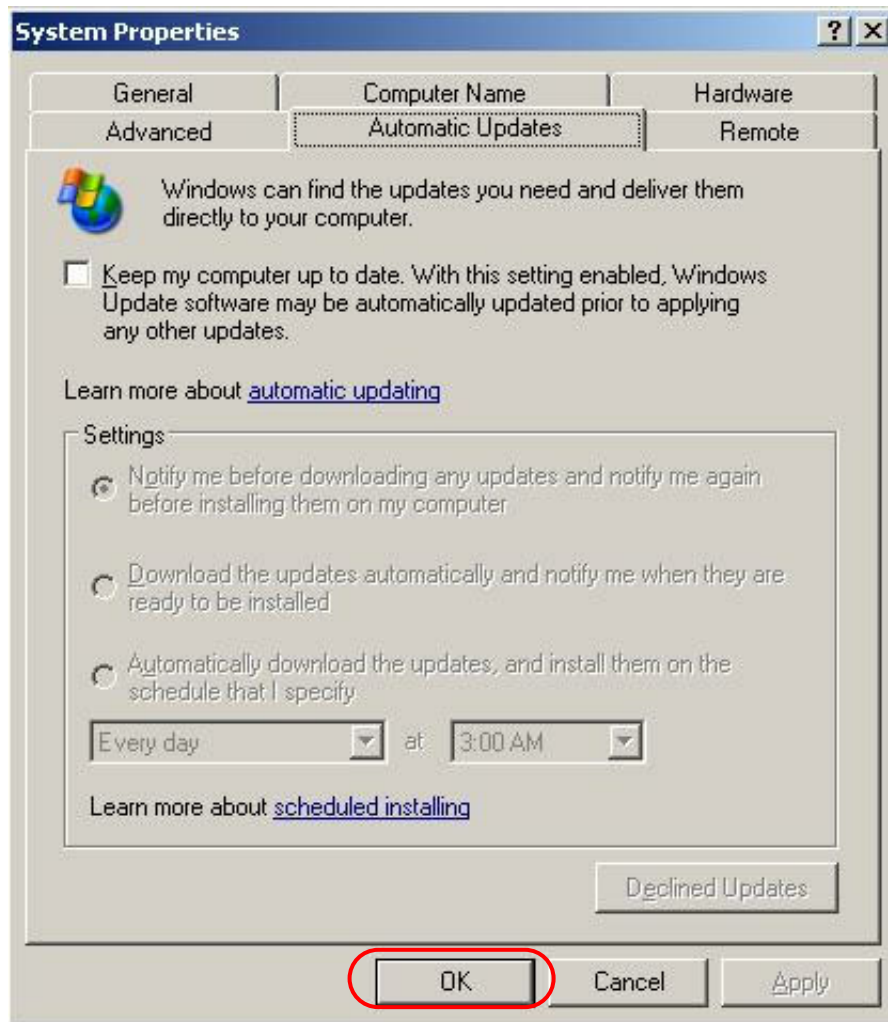 System Properties
General Computer Name Hardware
Advanced Automatic Updates Remote
Windows can find the updates you need and deliver them
directly to your computer.
Keep my computer up to date. With this setting enabled, Windows
Update software may be automatically updated prior to applying
any other updates.
Learn more about automatic updating
Settings
Notify me before downloading any updates and notify me again
before installing them on my computer
Download the updates automatically and notify me when they are
ready to be installed
Automatically download the updates, and install them on the
schedule that I specify
Every day at 3:00 AM
Learn more about scheduled installing
Declined Updates
OK Cancel Apply